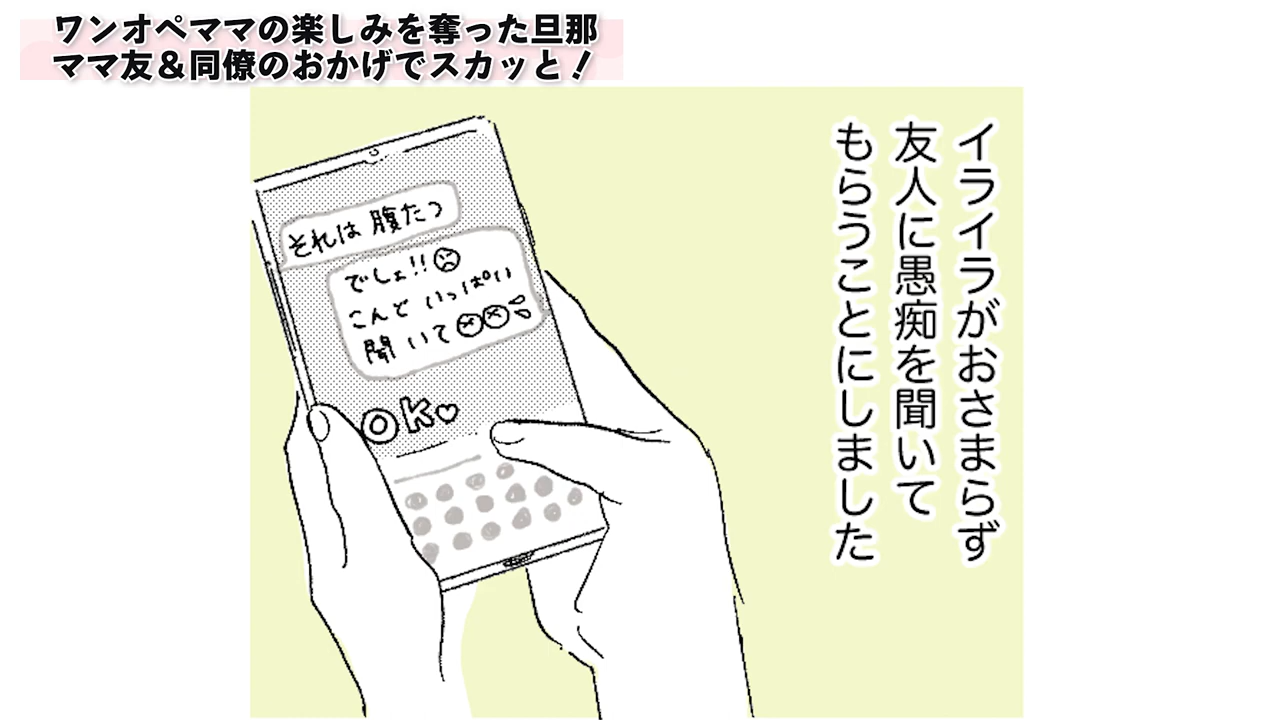 ワンオペママの楽しみを奪った旦那
ママ友＆同僚のおかげでスカッと！
イライラがおさまらず
友人に愚痴を聞いて
もらうことにしました
それは腹たつ
でしょ!!
こんど いっぱい
聞いて
OK♡